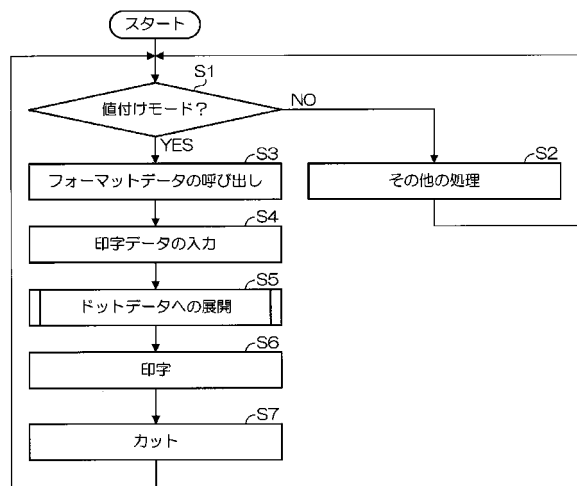 スタート
S1
値付けモード?
NO
YES
S3
フォーマットデータの呼び出し
S2
その他の処理
S4
印字データの入力
S5
ドットデータへの展開
S6
印字
S7
カット